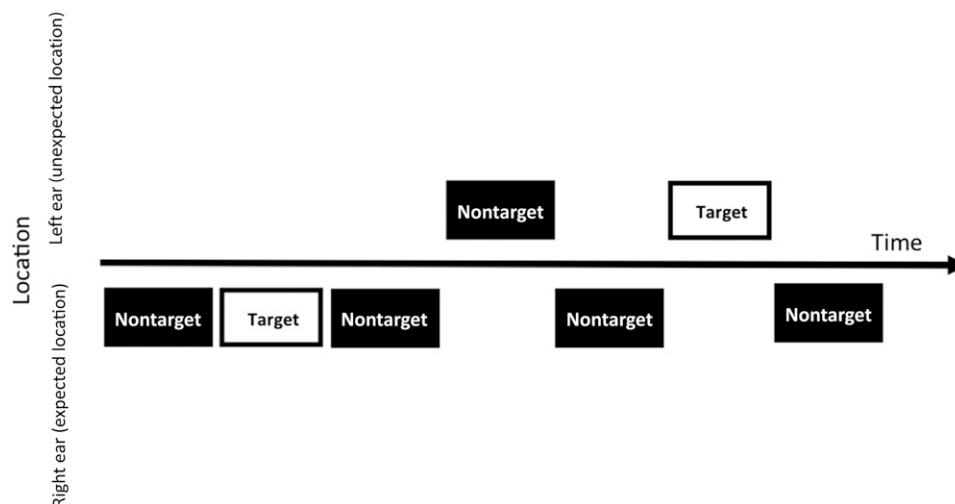 Location
Left ear (unexpected location)
Right ear (expected location)
Nontarget
Target
Time
Nontarget
Target
Nontarget
Nontarget
Nontarget